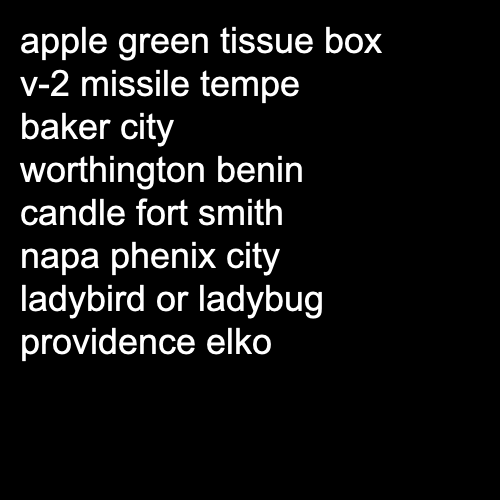 apple green tissue box
v-2 missile tempe
baker city
worthington benin
candle fort smith
napa phenix city
ladybird or ladybug
providence elko